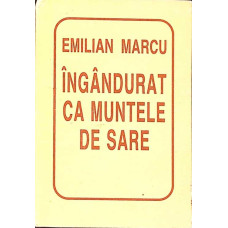 EMILIAN MARCU
ÎNGÂNDURAT
CA MUNTELE
DE SARE